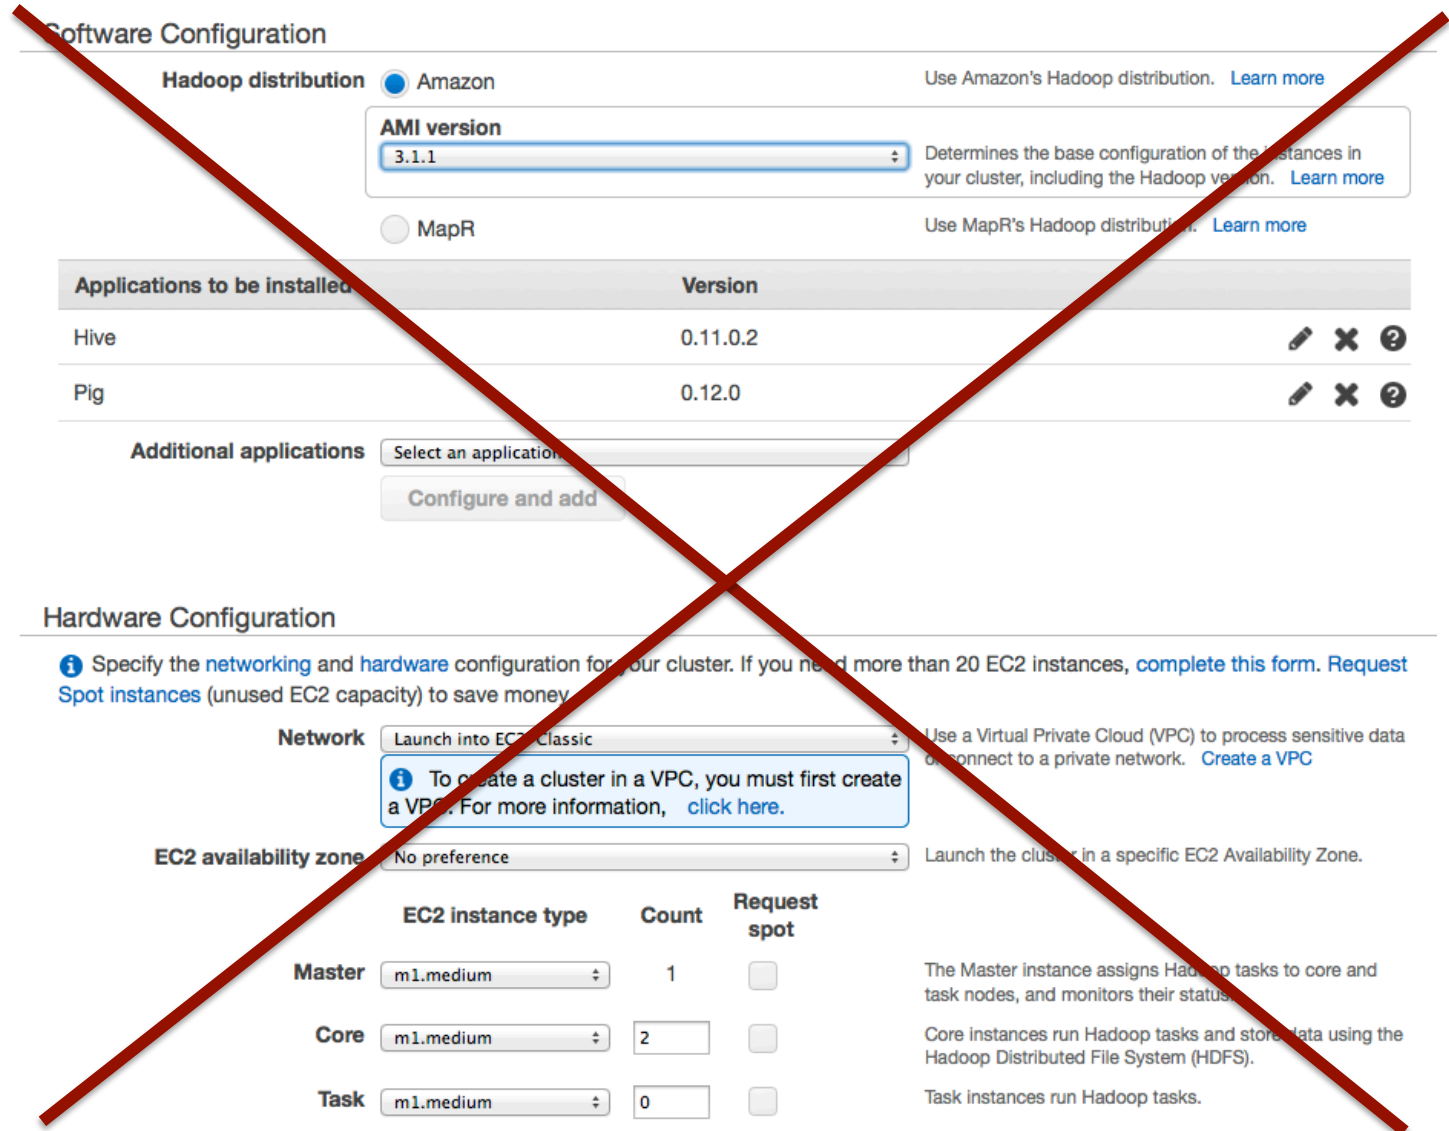 Software Configuration
Hadoop distribution Amazon Use Amazon's Hadoop distribution. Learn more
AMI version
3.1.1 Determines the base configuration of the instances in
your cluster, including the Hadoop version. Learn more
MapR Use MapR's Hadoop distribution. Learn more
Applications to be installed Version
Hive 0.11.0.2
Pig 0.12.0
Additional applications Select an application
Configure and add
Hardware Configuration
Specify the networking and hardware configuration for your cluster. If you need more than 20 EC2 instances, complete this form. Request
Spot instances (unused EC2 capacity) to save money.
Network Launch into EC2-Classic Use a Virtual Private Cloud (VPC) to process sensitive data
or connect to a private network. Create a VPC
To create a cluster in a VPC, you must first create
a VPC. For more information, click here.
EC2 availability zone No preference Launch the cluster in a specific EC2 Availability Zone.
EC2 instance type Count Request
spot
Master m1.medium 1 The Master instance assigns Hadoop tasks to core and
task nodes, and monitors their status.
Core m1.medium 2 Core instances run Hadoop tasks and store data using the
Hadoop Distributed File System (HDFS).
Task m1.medium 0 Task instances run Hadoop tasks.